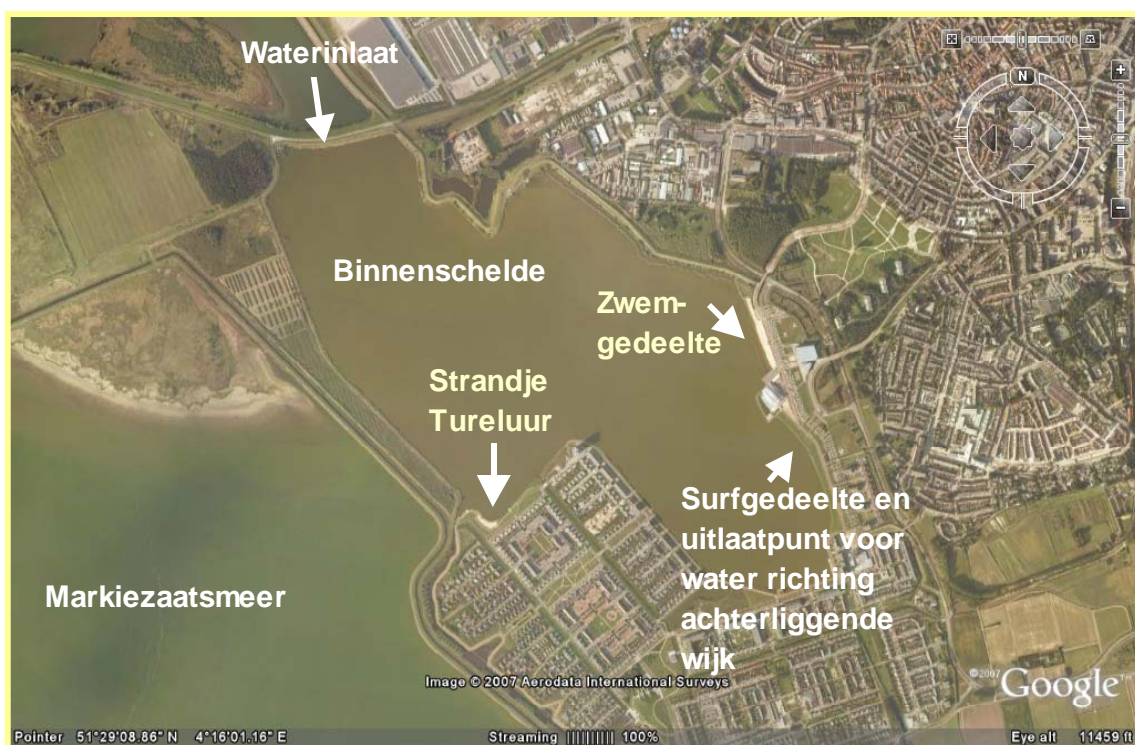 Waterinlaat
N
Binnenschelde
Zwem-
gedeelte
Strandje
Tureluur
Surfgedeelte en
uitlaatpunt voor
water richting
achterliggende
wijk
Markiezaatsmeer
Image © 2007 Aerodata International Surveys
©2007 Google™
Pointer 51°29'08.86" N 4°16'01.16" E Streaming ||||||||| 100% Eye alt 11459 ft